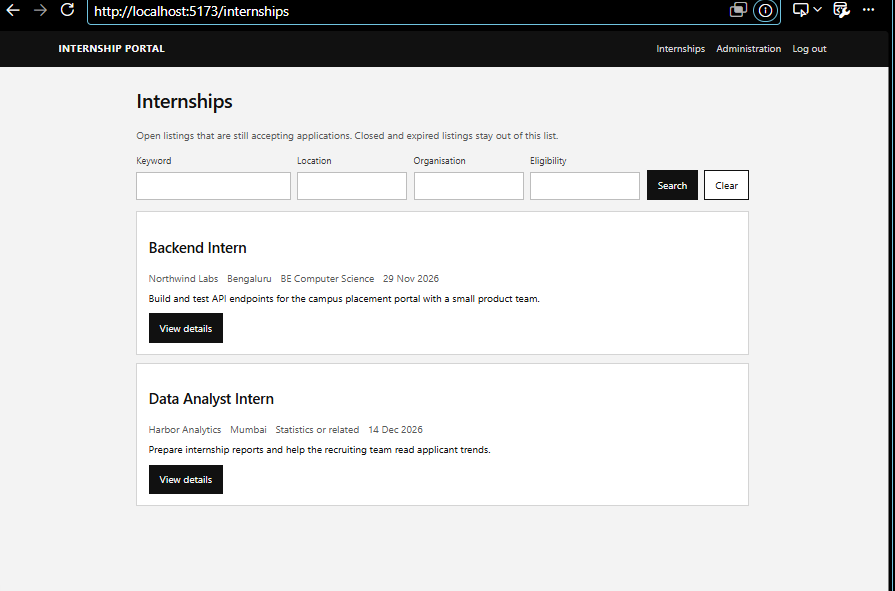 http://localhost:5173/internships
INTERNSHIP PORTAL
Internships Administration Log out
Internships
Open listings that are still accepting applications. Closed and expired listings stay out of this list.
Keyword Location Organisation Eligibility
Search Clear
Backend Intern
Northwind Labs Bengaluru BE Computer Science 29 Nov 2026
Build and test API endpoints for the campus placement portal with a small product team.
View details
Data Analyst Intern
Harbor Analytics Mumbai Statistics or related 14 Dec 2026
Prepare internship reports and help the recruiting team read applicant trends.
View details